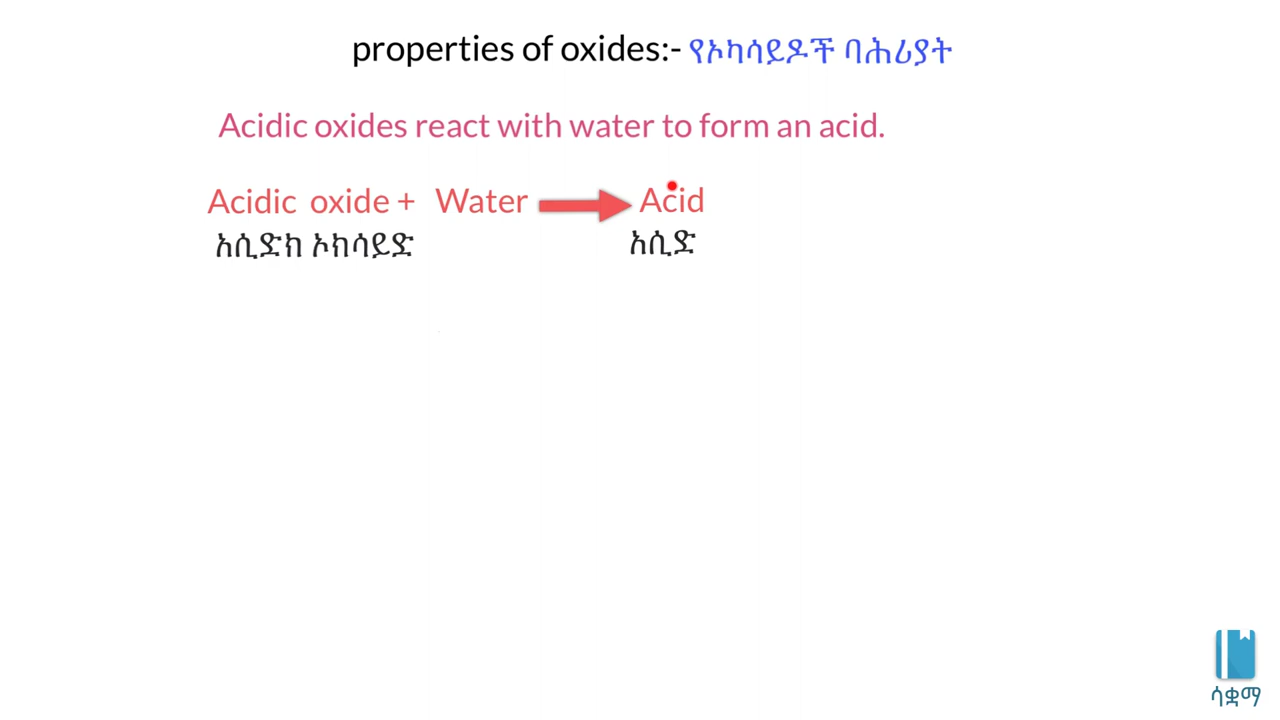 properties of oxides:- የኦካሳይዶች ባሕሪያት
Acidic oxides react with water to form an acid.
Acidic oxide + Water Acid
አሲድክ ኦክሳይድ አሲድ
ሳቋማ